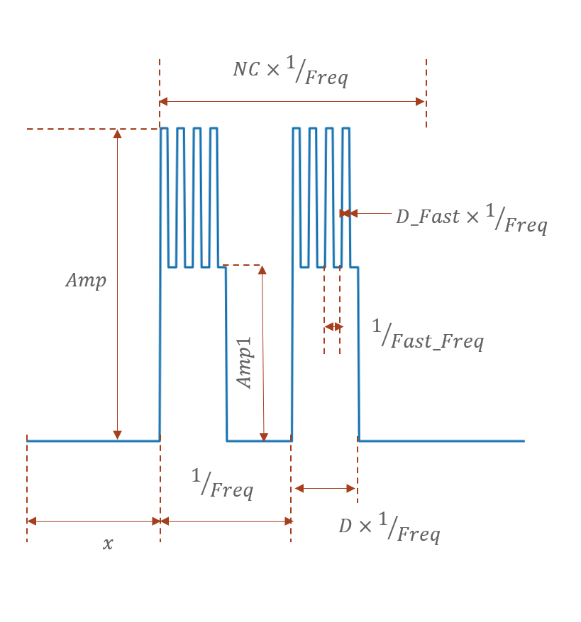 NC × 1/Freq
D_Fast × 1/Freq
Amp
1/Fast_Freq
Amp1
1/Freq
D × 1/Freq
x